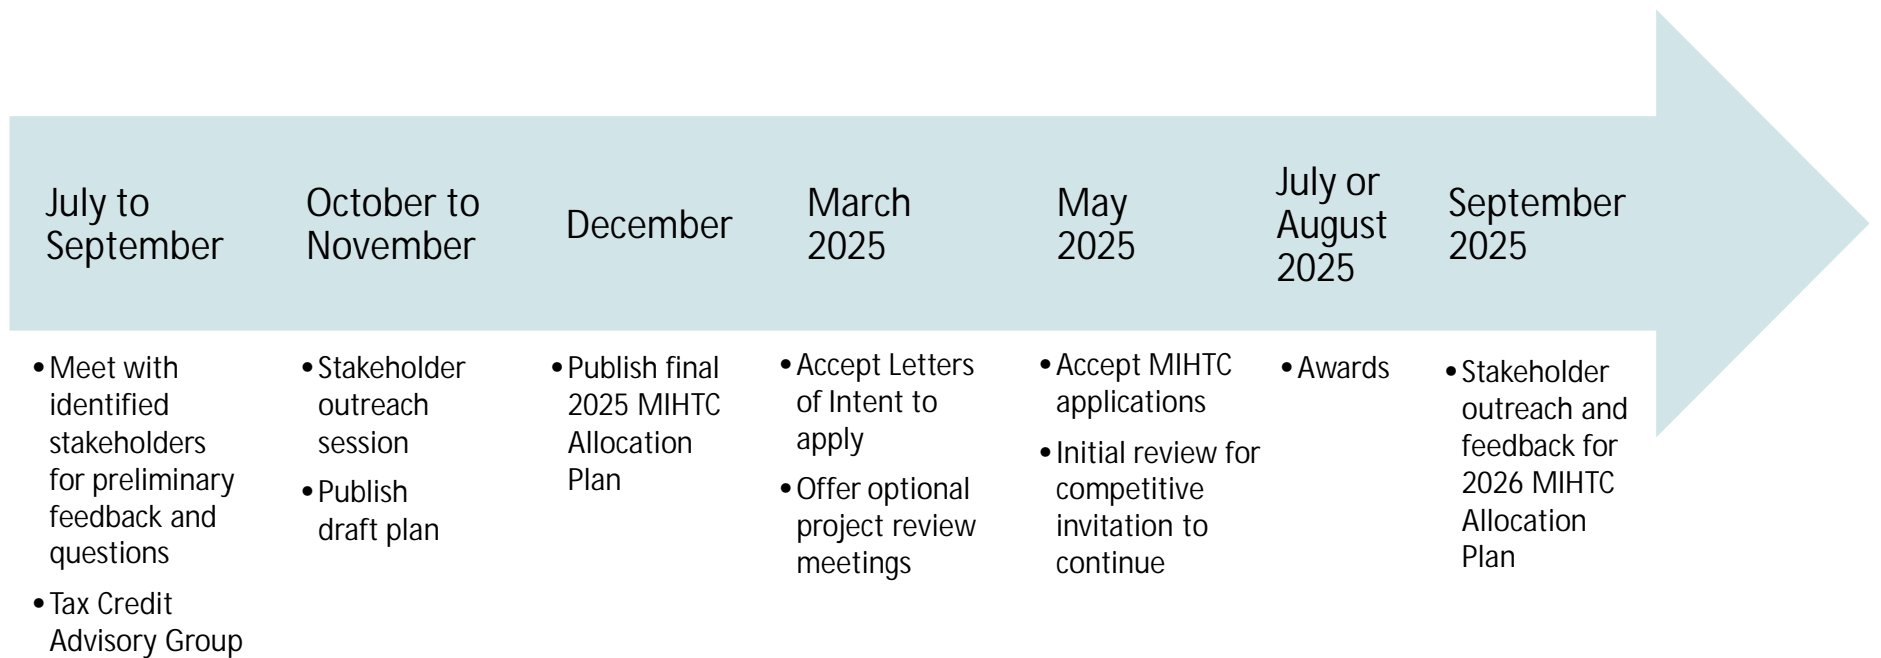 July to
September
October to
November
December
March
2025
May
2025
July or
August
2025
September
2025
•Meet with
identified
stakeholders
for preliminary
feedback and
questions
•Tax Credit
Advisory Group
•Stakeholder
outreach
session
•Publish
draft plan
•Publish final
2025 MIHTC
Allocation
Plan
•Accept Letters
of Intent to
apply
•Offer optional
project review
meetings
•Accept MIHTC
applications
•Initial review for
competitive
invitation to
continue
•Awards
•Stakeholder
outreach and
feedback for
2026 MIHTC
Allocation
Plan